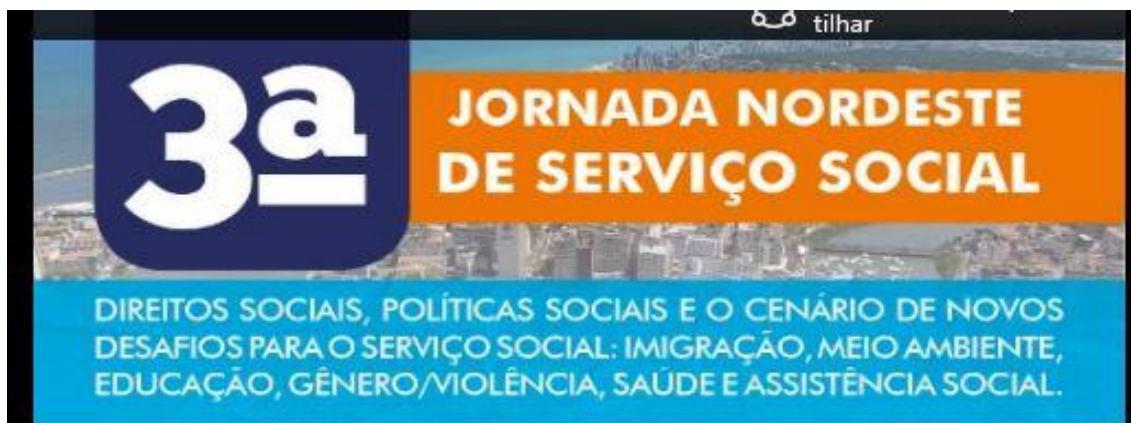 tilhar
3ª
JORNADA NORDESTE
DE SERVIÇO SOCIAL
DIREITOS SOCIAIS, POLÍTICAS SOCIAIS E O CENÁRIO DE NOVOS
DESAFIOS PARA O SERVIÇO SOCIAL: IMIGRAÇÃO, MEIO AMBIENTE,
EDUCAÇÃO, GÊNERO/VIOLÊNCIA, SAÚDE E ASSISTÊNCIA SOCIAL.